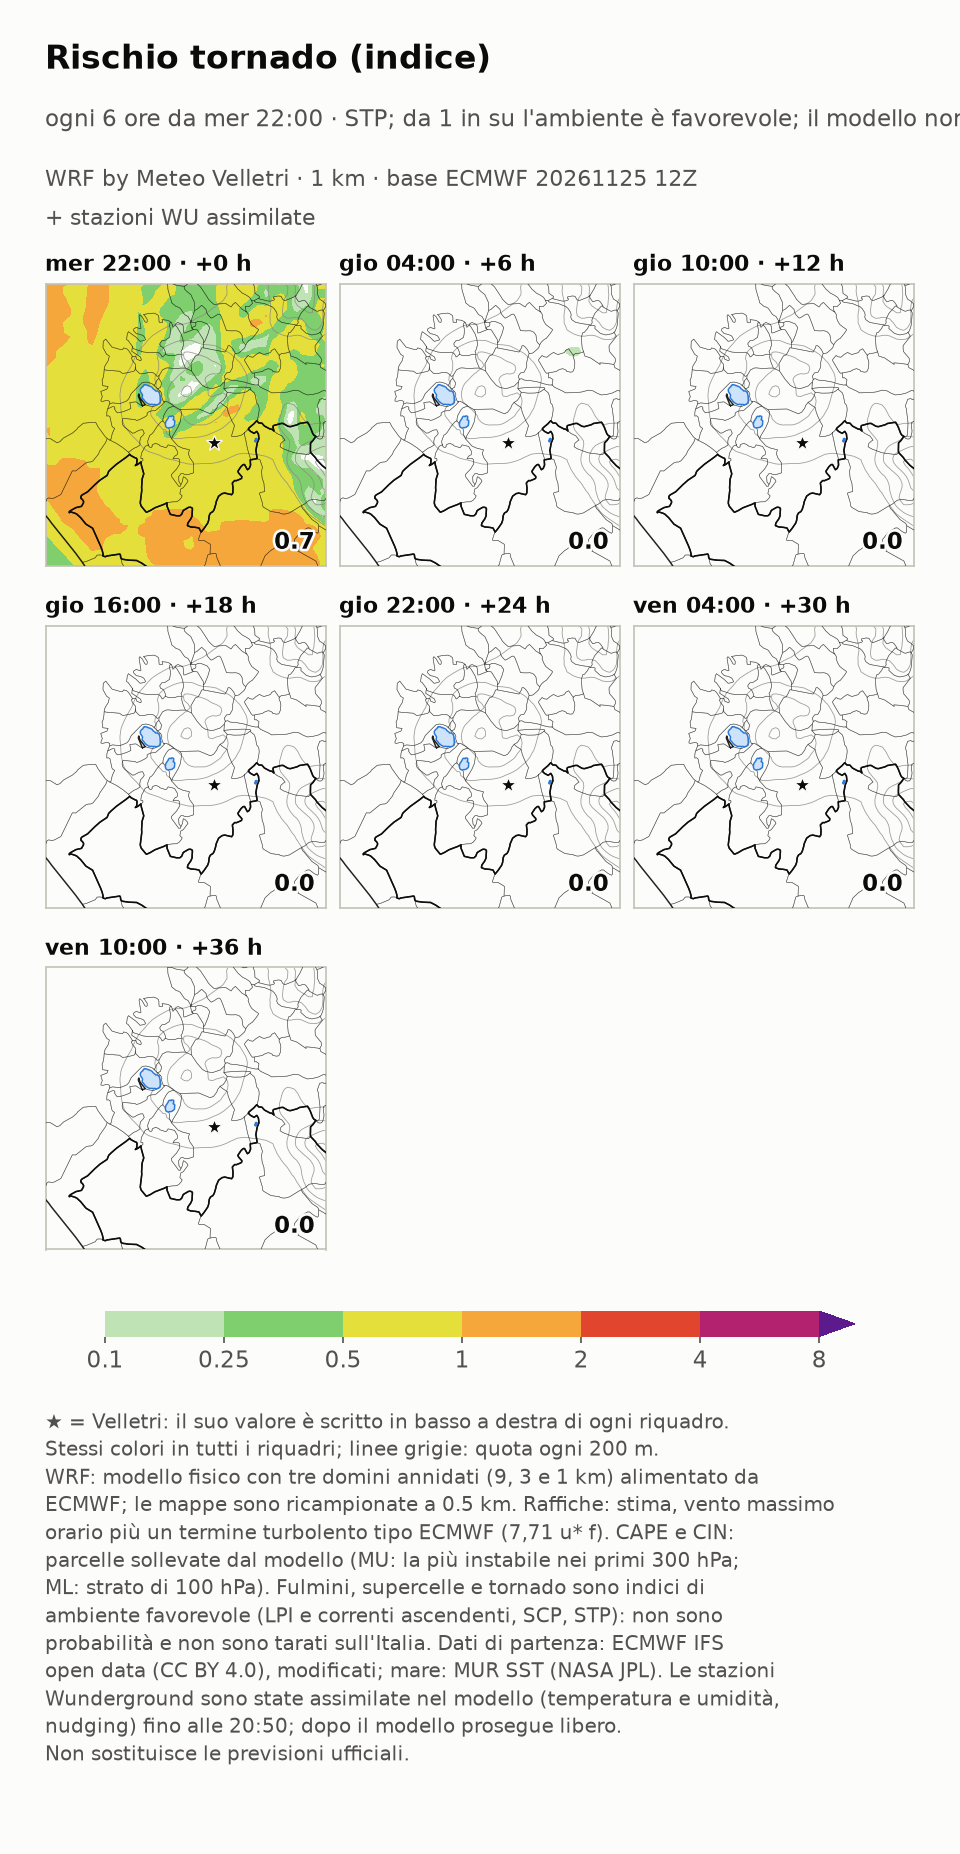 Rischio tornado (indice)
ogni 6 ore da mer 22:00 · STP; da 1 in su l'ambiente è favorevole; il modello nor
WRF by Meteo Velletri · 1 km · base ECMWF 20261125 12Z
+ stazioni WU assimilate
mer 22:00 · +0 h
gio 04:00 · +6 h
gio 10:00 · +12 h
0.7
0.0
0.0
gio 16:00 · +18 h
gio 22:00 · +24 h
ven 04:00 · +30 h
0.0
0.0
0.0
ven 10:00 · +36 h
0.0
0.1 0.25 0.5 1 2 4 8
★ = Velletri: il suo valore è scritto in basso a destra di ogni riquadro.
Stessi colori in tutti i riquadri; linee grigie: quota ogni 200 m.
WRF: modello fisico con tre domini annidati (9, 3 e 1 km) alimentato da
ECMWF; le mappe sono ricampionate a 0.5 km. Raffiche: stima, vento massimo
orario più un termine turbolento tipo ECMWF (7,71 u* f). CAPE e CIN:
parcelle sollevate dal modello (MU: la più instabile nei primi 300 hPa;
ML: strato di 100 hPa). Fulmini, supercelle e tornado sono indici di
ambiente favorevole (LPI e correnti ascendenti, SCP, STP): non sono
probabilità e non sono tarati sull'Italia. Dati di partenza: ECMWF IFS
open data (CC BY 4.0), modificati; mare: MUR SST (NASA JPL). Le stazioni
Wunderground sono state assimilate nel modello (temperatura e umidità,
nudging) fino alle 20:50; dopo il modello prosegue libero.
Non sostituisce le previsioni ufficiali.